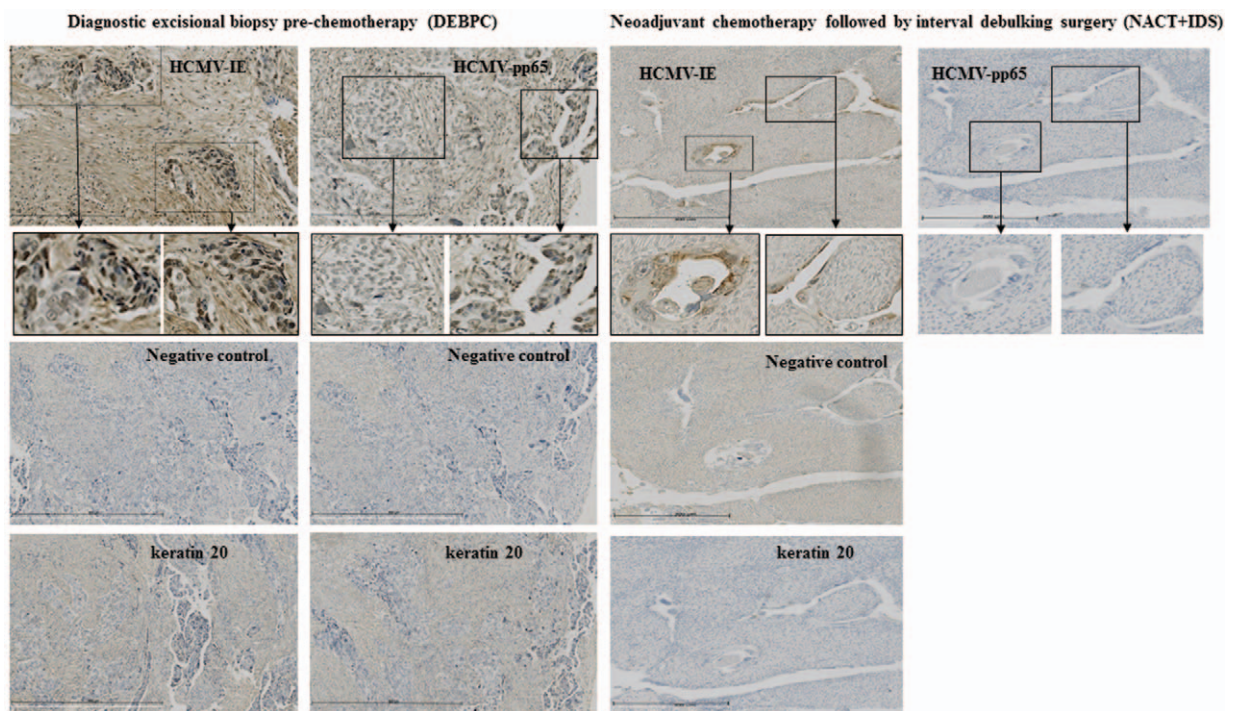 Diagnostic excisional biopsy pre-chemotherapy (DEBPC)
Neoadjuvant chemotherapy followed by interval debulking surgery (NACT+IDS)
HCMV-IE
HCMV-pp65
HCMV-IE
HCMV-pp65
Negative control
Negative control
Negative control
keratin 20
keratin 20
keratin 20